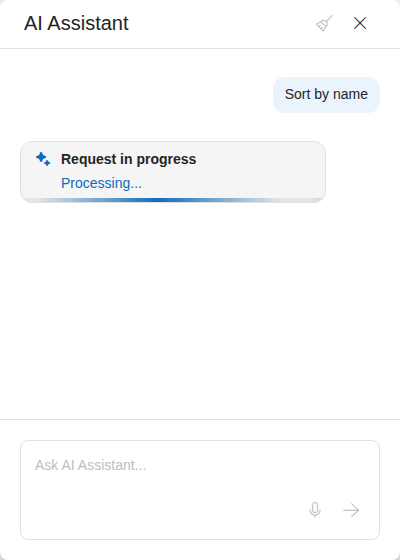 AI Assistant
Sort by name
Request in progress
Processing...
Ask AI Assistant...